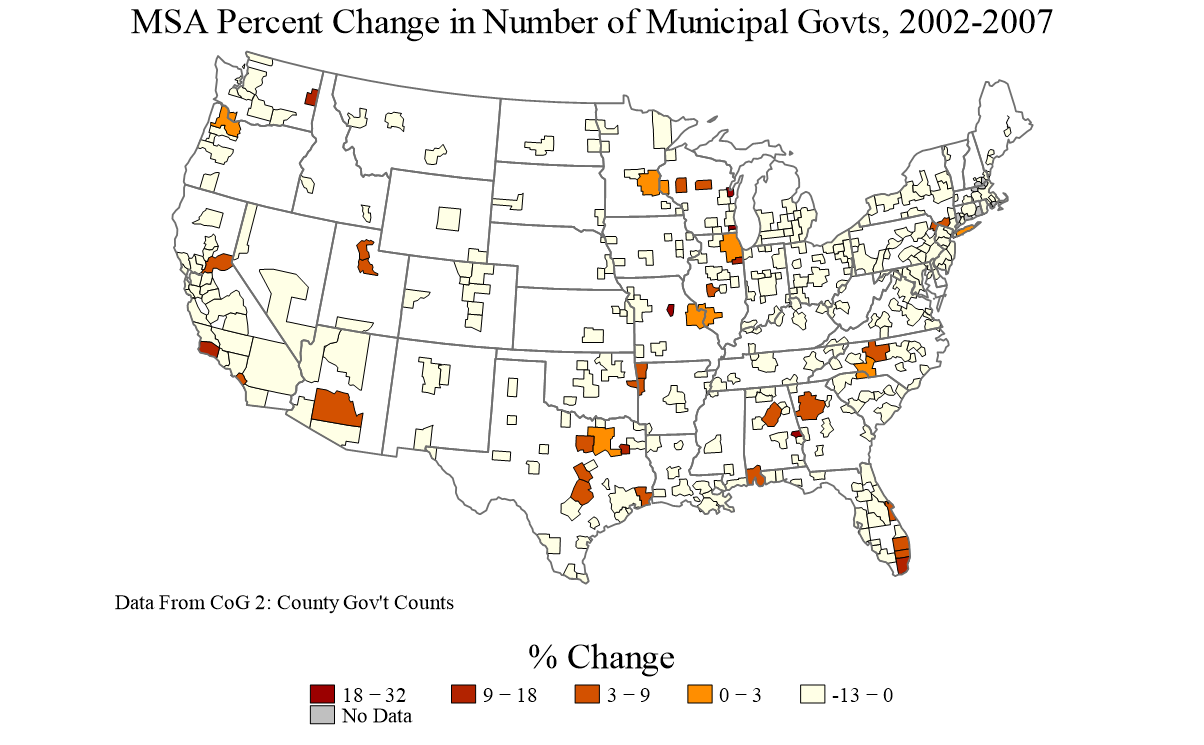 MSA Percent Change in Number of Municipal Govts, 2002-2007
Data From CoG 2: County Gov't Counts
% Change
18 − 32 9 − 18 3 − 9 0 − 3 -13 − 0
No Data